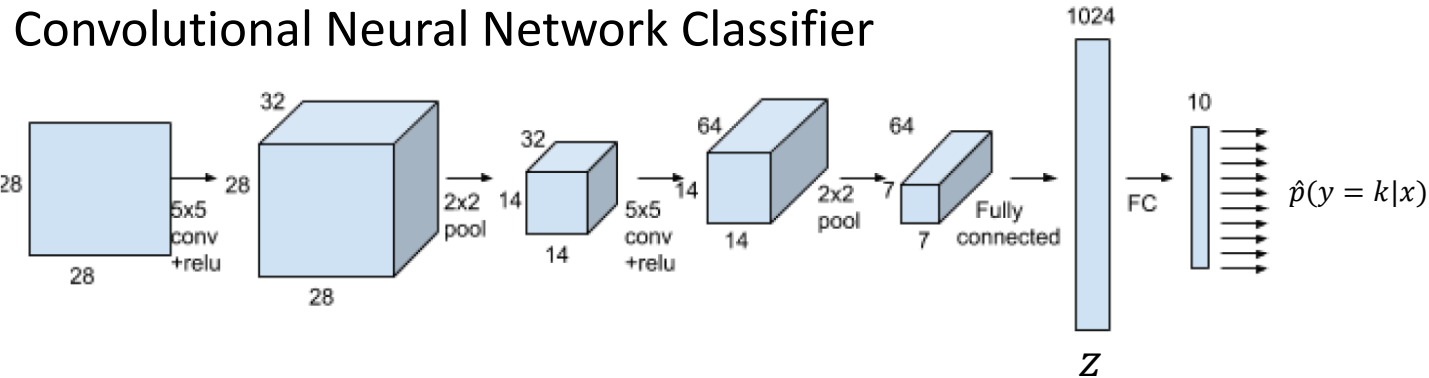 Convolutional Neural Network Classifier
28
28
5x5
conv
+relu
32
28
28
2x2
pool
32
14
14
5x5
conv
+relu
64
14
14
2x2
pool
64
7
7
Fully
connected
1024
z
FC
10
p̂(y = k|x)